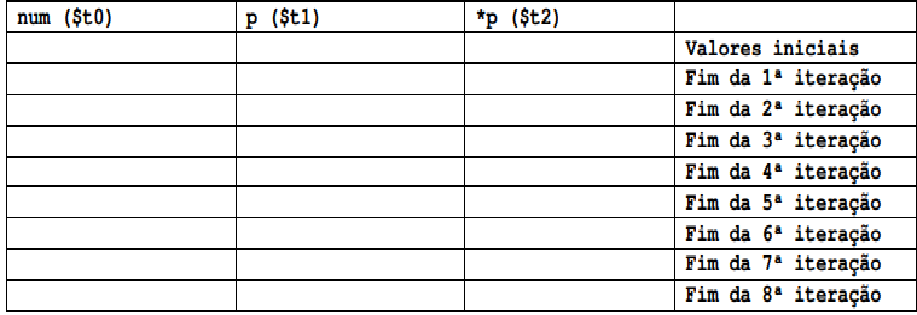 num ($t0) p ($t1) *p ($t2)
Valores iniciais
Fim da 1ª iteração
Fim da 2ª iteração
Fim da 3ª iteração
Fim da 4ª iteração
Fim da 5ª iteração
Fim da 6ª iteração
Fim da 7ª iteração
Fim da 8ª iteração